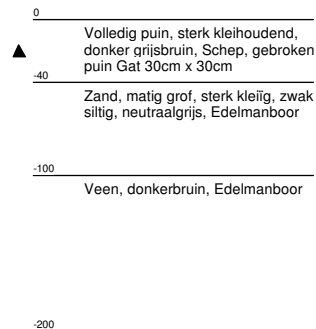 0
Volledig puin, sterk kleihoudend,
donker grijsbruin, Schep, gebroken
puin Gat 30cm x 30cm
-40
Zand, matig grof, sterk kleiïg, zwak
siltig, neutraalgrijs, Edelmanboor
-100
Veen, donkerbruin, Edelmanboor
-200